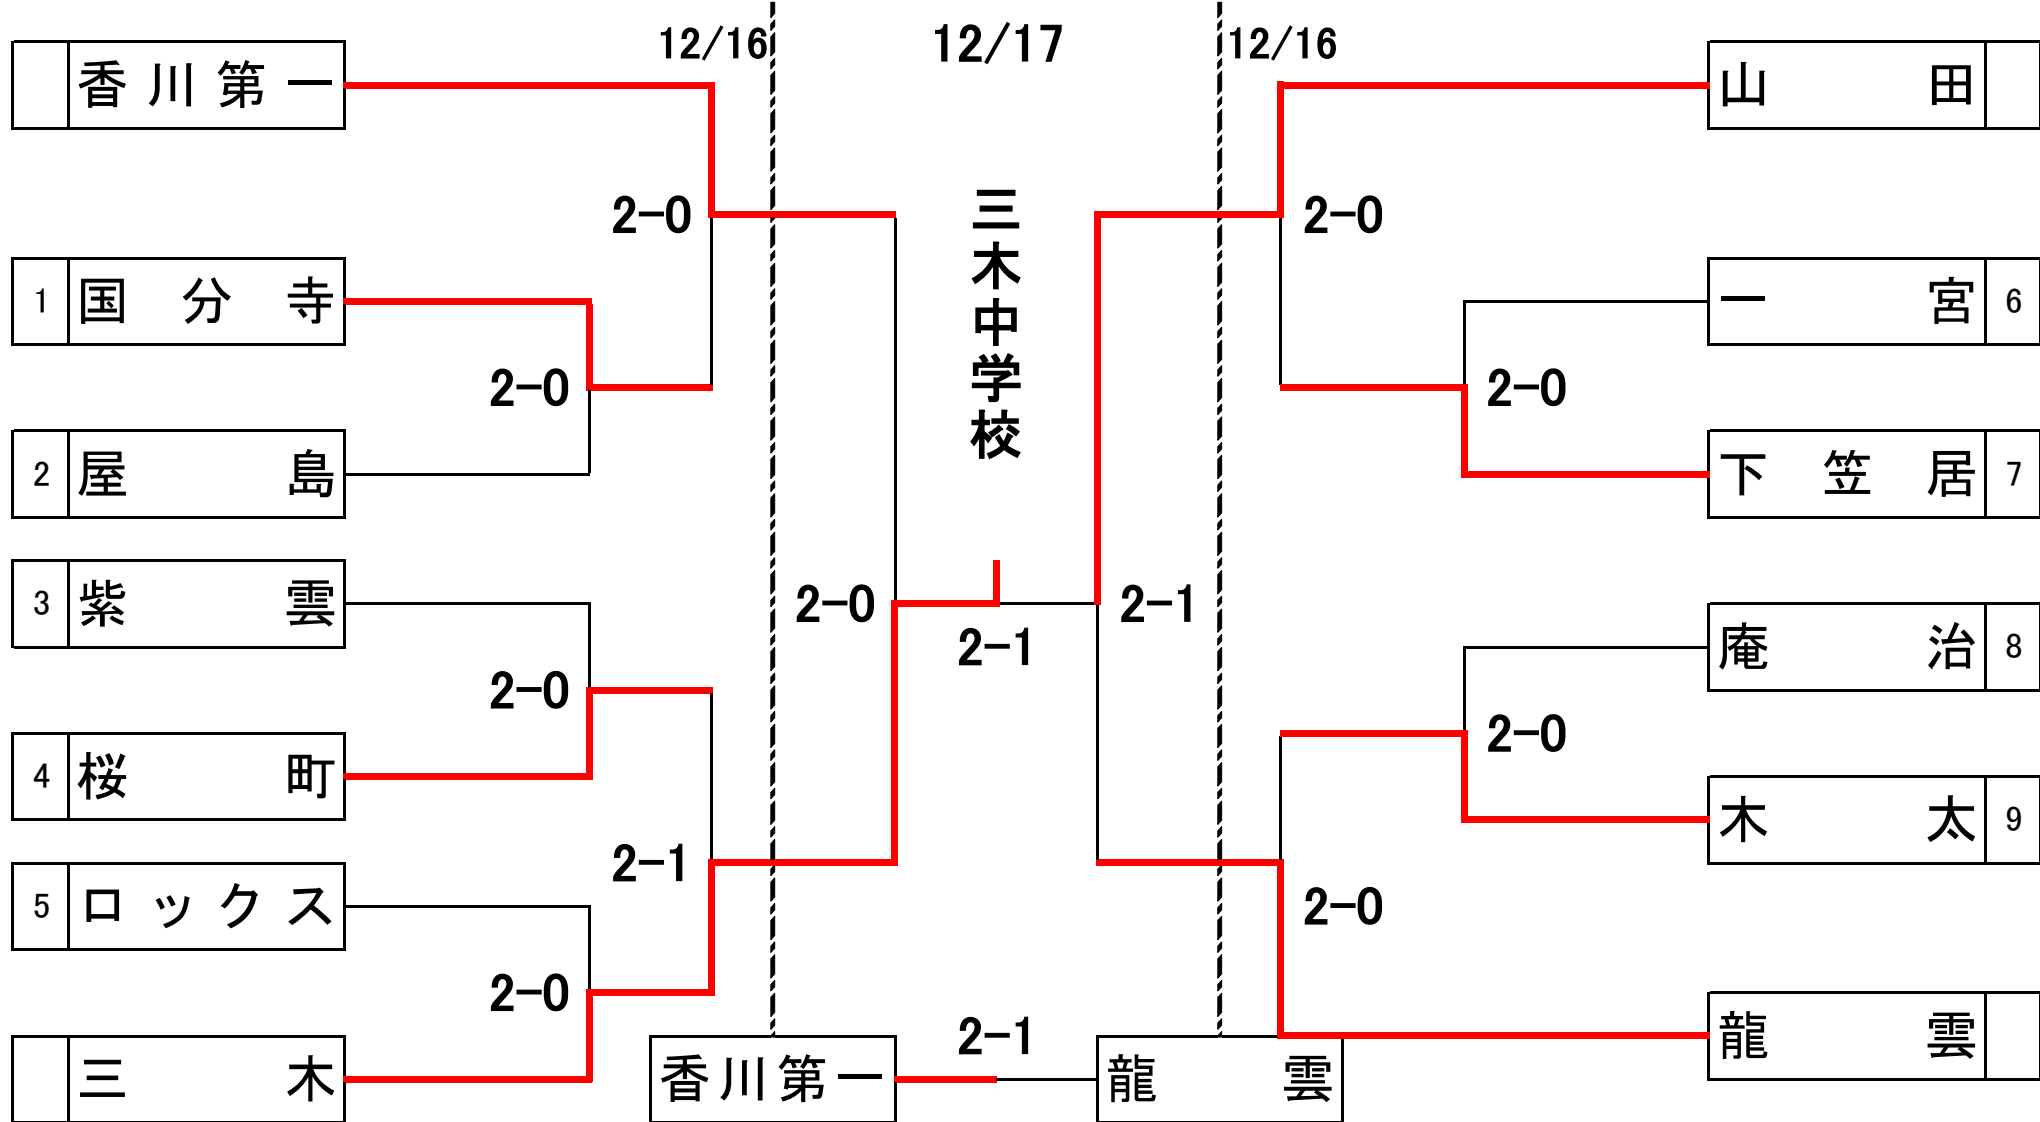 12/16
12/17
12/16
香川第一
山田
2-0
2-0
三木中学校
1 国分寺
一宮 6
2-0
2-0
2 屋島
下笠居 7
3 紫雲
2-0
2-1
庵治 8
2-1
2-0
2-0
4 桜町
木太 9
2-1
5 ロックス
2-0
2-0
2-1
龍雲
三木
香川第一
龍雲